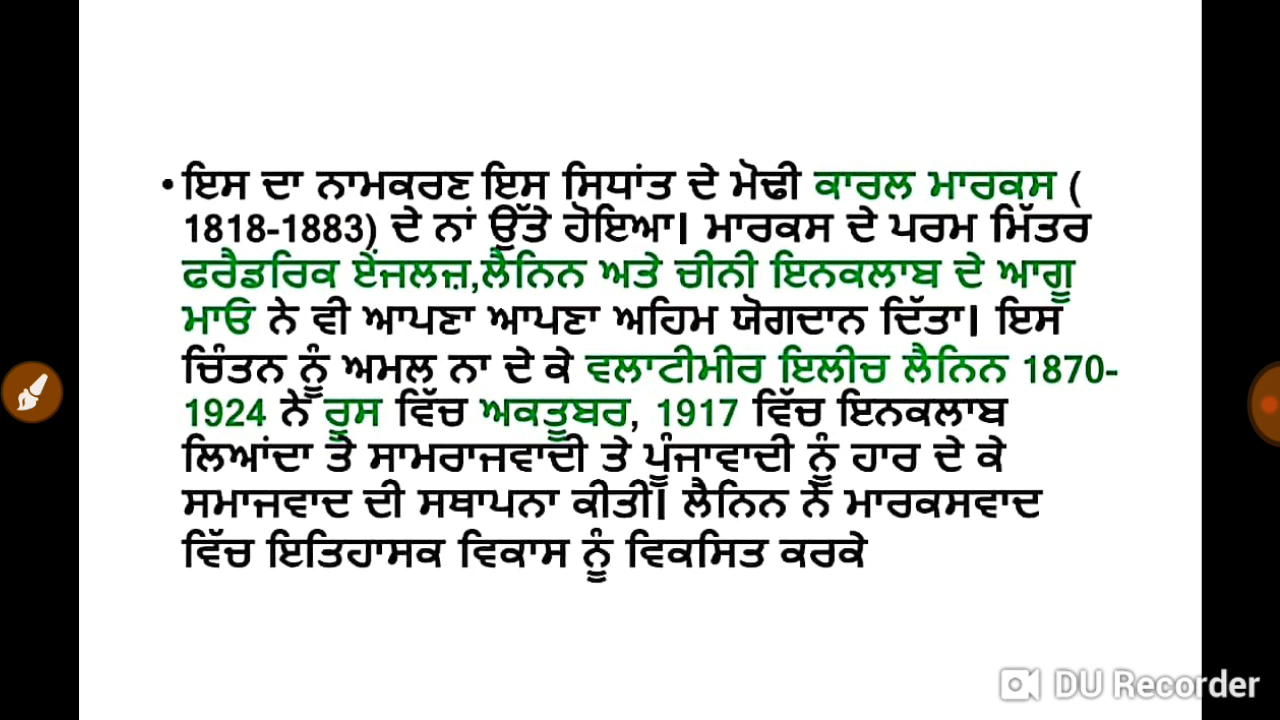 • ਇਸ ਦਾ ਨਾਮਕਰਣ ਇਸ ਸਿਧਾਂਤ ਦੇ ਮੋਢੀ ਕਾਰਲ ਮਾਰਕਸ (
1818-1883) ਦੇ ਨਾਂ ਉੱਤੇ ਹੋਇਆ। ਮਾਰਕਸ ਦੇ ਪਰਮ ਮਿੱਤਰ
ਫਰੈਡਰਿਕ ਏਂਜਲਜ਼,ਲੈਨਿਨ ਅਤੇ ਚੀਨੀ ਇਨਕਲਾਬ ਦੇ ਆਗੂ
ਮਾਓ ਨੇ ਵੀ ਆਪਣਾ ਆਪਣਾ ਅਹਿਮ ਯੋਗਦਾਨ ਦਿੱਤਾ। ਇਸ
ਚਿੰਤਨ ਨੂੰ ਅਮਲ ਨਾ ਦੇ ਕੇ ਵਲਾਟੀਮੀਰ ਇਲੀਚ ਲੈਨਿਨ 1870-
1924 ਨੇ ਰੂਸ ਵਿੱਚ ਅਕਤੂਬਰ, 1917 ਵਿੱਚ ਇਨਕਲਾਬ
ਲਿਆਂਦਾ ਤੇ ਸਾਮਰਾਜਵਾਦੀ ਤੇ ਪੂੰਜਾਵਾਦੀ ਨੂੰ ਹਾਰ ਦੇ ਕੇ
ਸਮਾਜਵਾਦ ਦੀ ਸਥਾਪਨਾ ਕੀਤੀ। ਲੈਨਿਨ ਨੇ ਮਾਰਕਸਵਾਦ
ਵਿੱਚ ਇਤਿਹਾਸਕ ਵਿਕਾਸ ਨੂੰ ਵਿਕਸਿਤ ਕਰਕੇ
DU Recorder